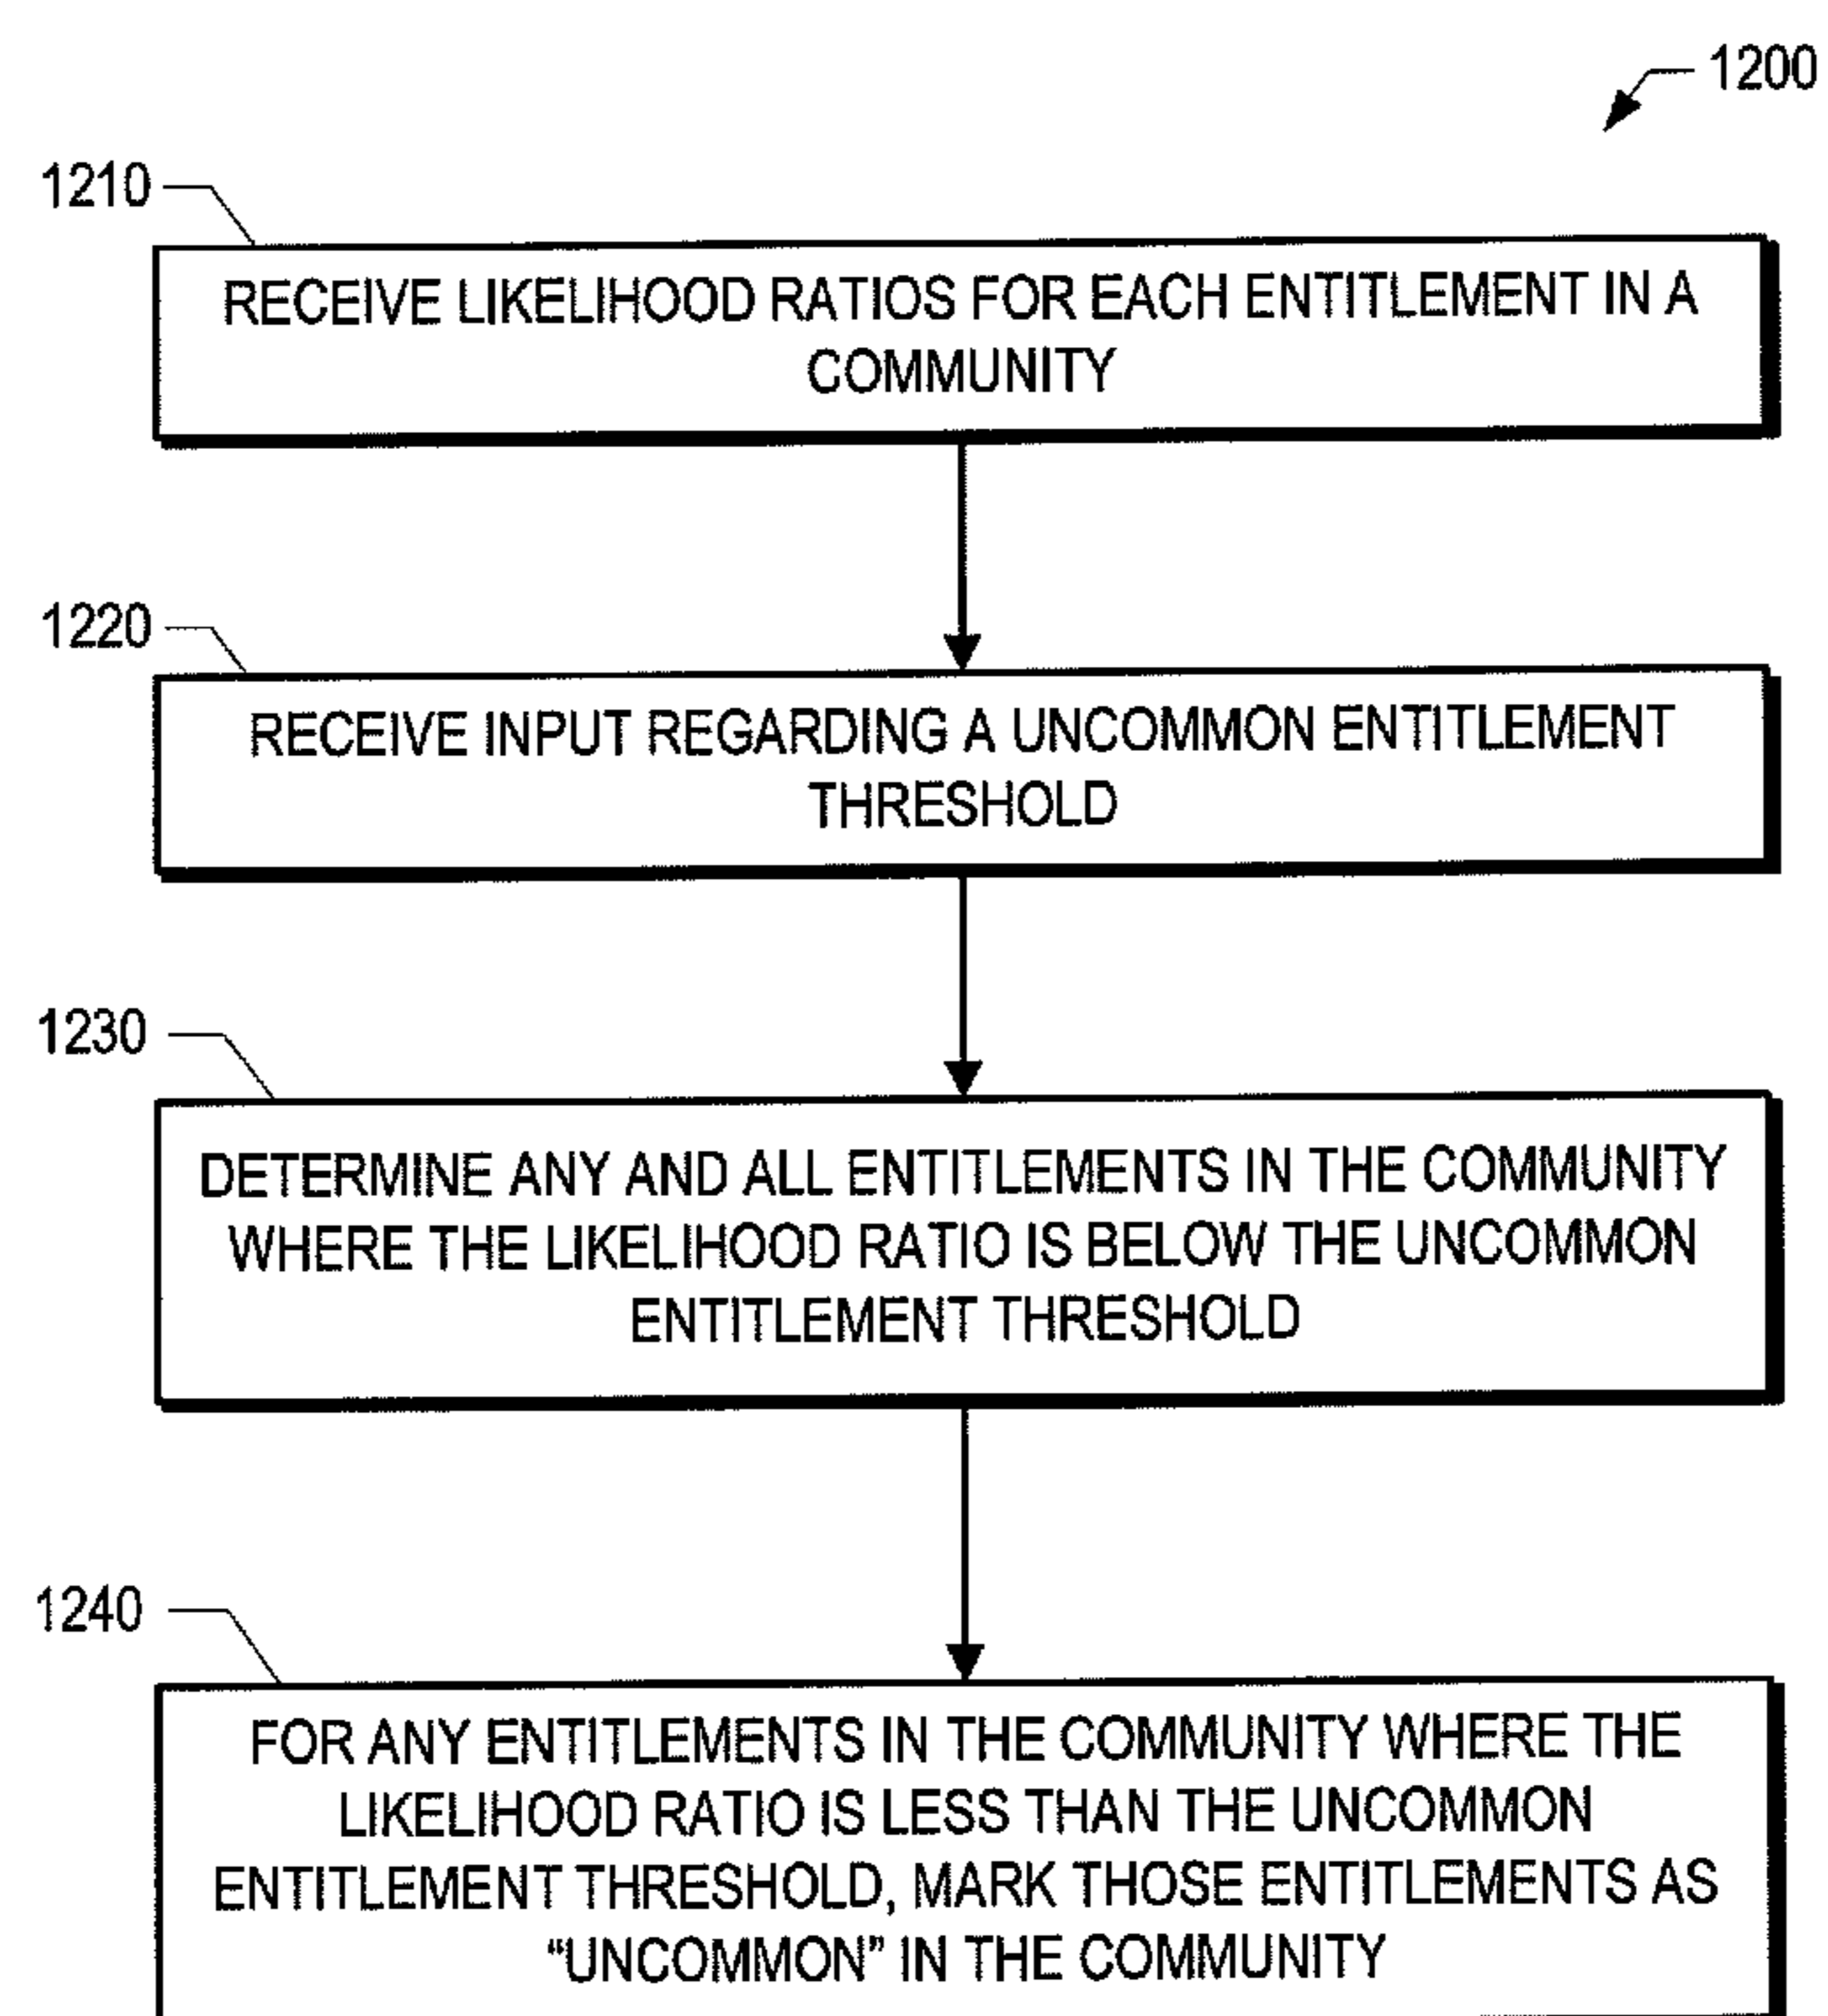 1200
1210
RECEIVE LIKELIHOOD RATIOS FOR EACH ENTITLEMENT IN A
COMMUNITY
1220
RECEIVE INPUT REGARDING A UNCOMMON ENTITLEMENT
THRESHOLD
1230
DETERMINE ANY AND ALL ENTITLEMENTS IN THE COMMUNITY
WHERE THE LIKELIHOOD RATIO IS BELOW THE UNCOMMON
ENTITLEMENT THRESHOLD
1240
FOR ANY ENTITLEMENTS IN THE COMMUNITY WHERE THE
LIKELIHOOD RATIO IS LESS THAN THE UNCOMMON
ENTITLEMENT THRESHOLD, MARK THOSE ENTITLEMENTS AS
“UNCOMMON” IN THE COMMUNITY